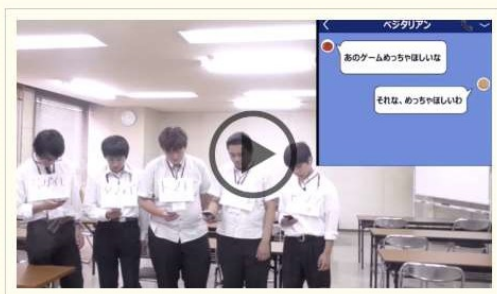 ベジタリアン
あのゲームめっちゃほしいな
それな、めっちゃほしいわ